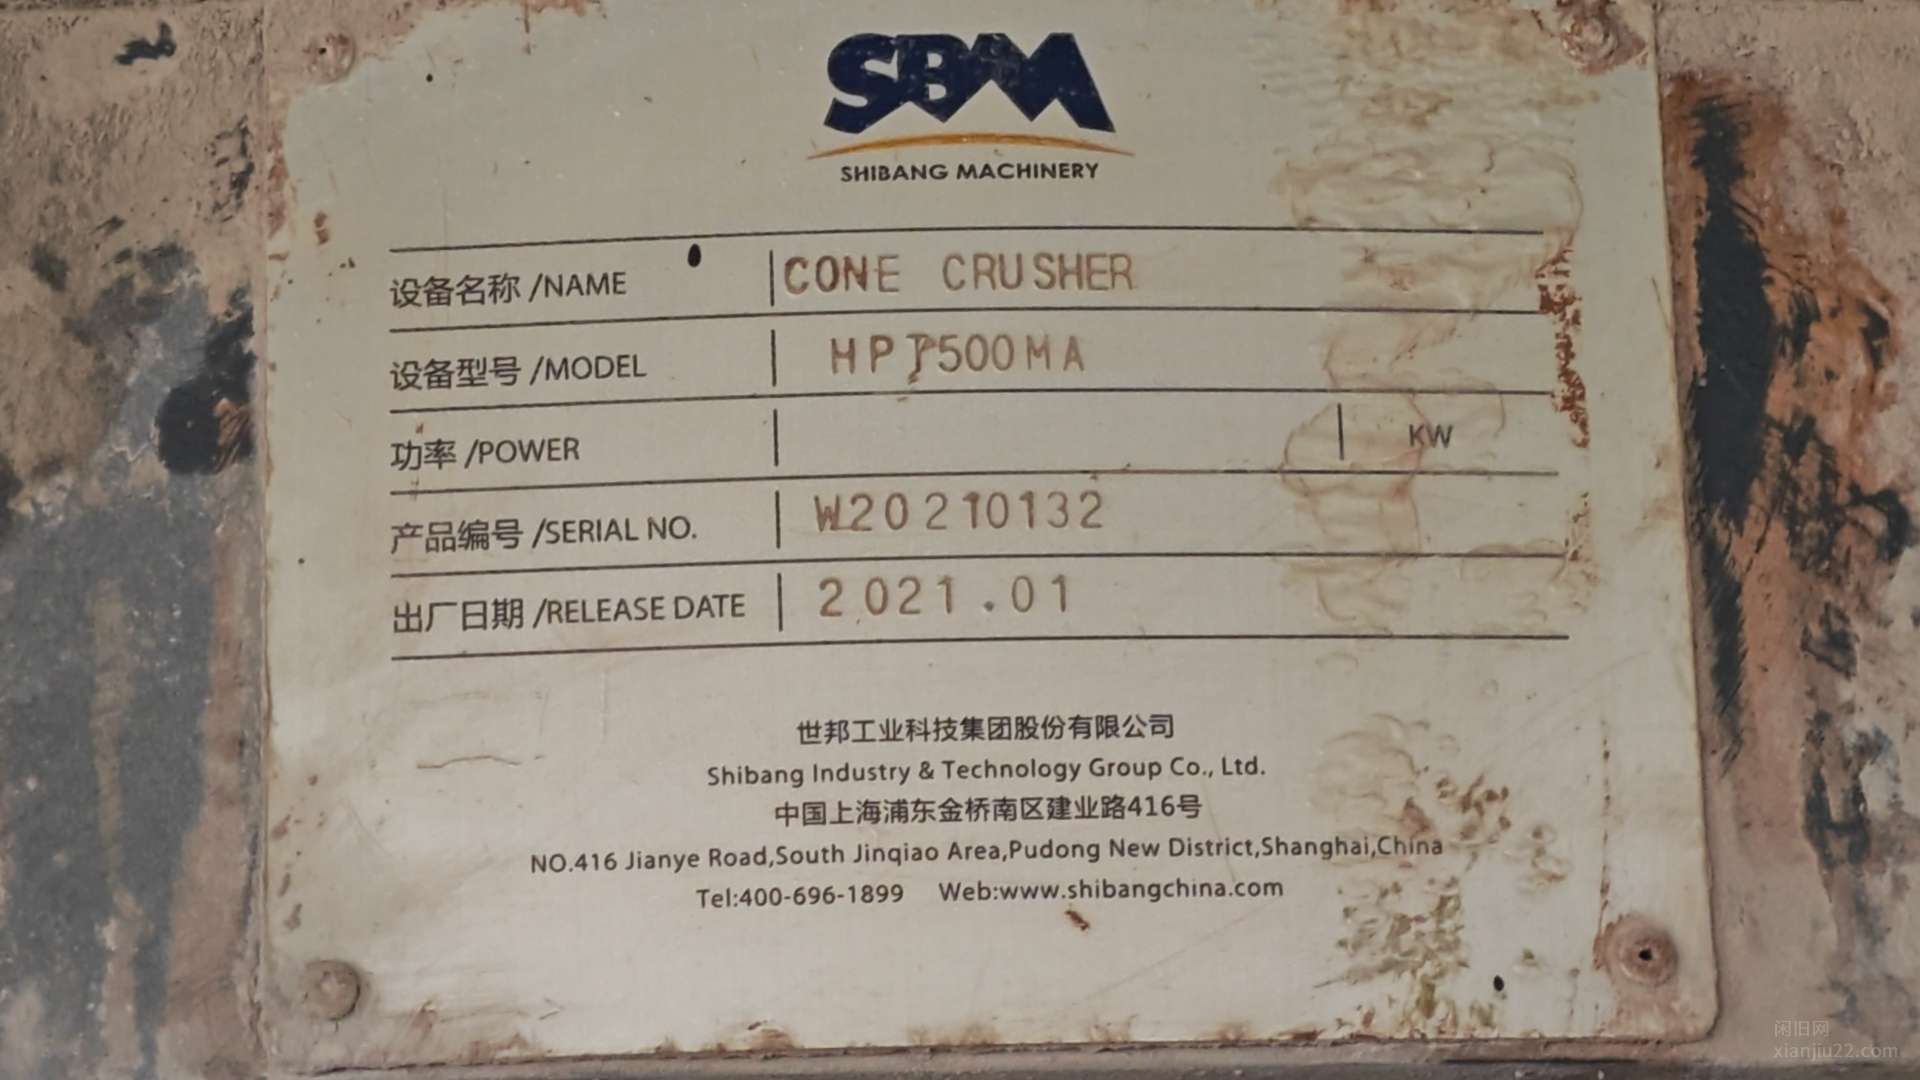 SBM
SHIBANG MACHINERY
设备名称 /NAME CONE CRUSHER
设备型号 /MODEL HPT500MA
功率 /POWER KW
产品编号 /SERIAL NO. W20210132
出厂日期 /RELEASE DATE 2021.01
世邦工业科技集团股份有限公司
Shibang Industry & Technology Group Co., Ltd.
中国上海浦东金桥南区建业路416号
NO.416 Jianye Road,South Jinqiao Area,Pudong New District,Shanghai,China
Tel:400-696-1899 Web:www.shibangchina.com
闲旧网
xianjiu22.com